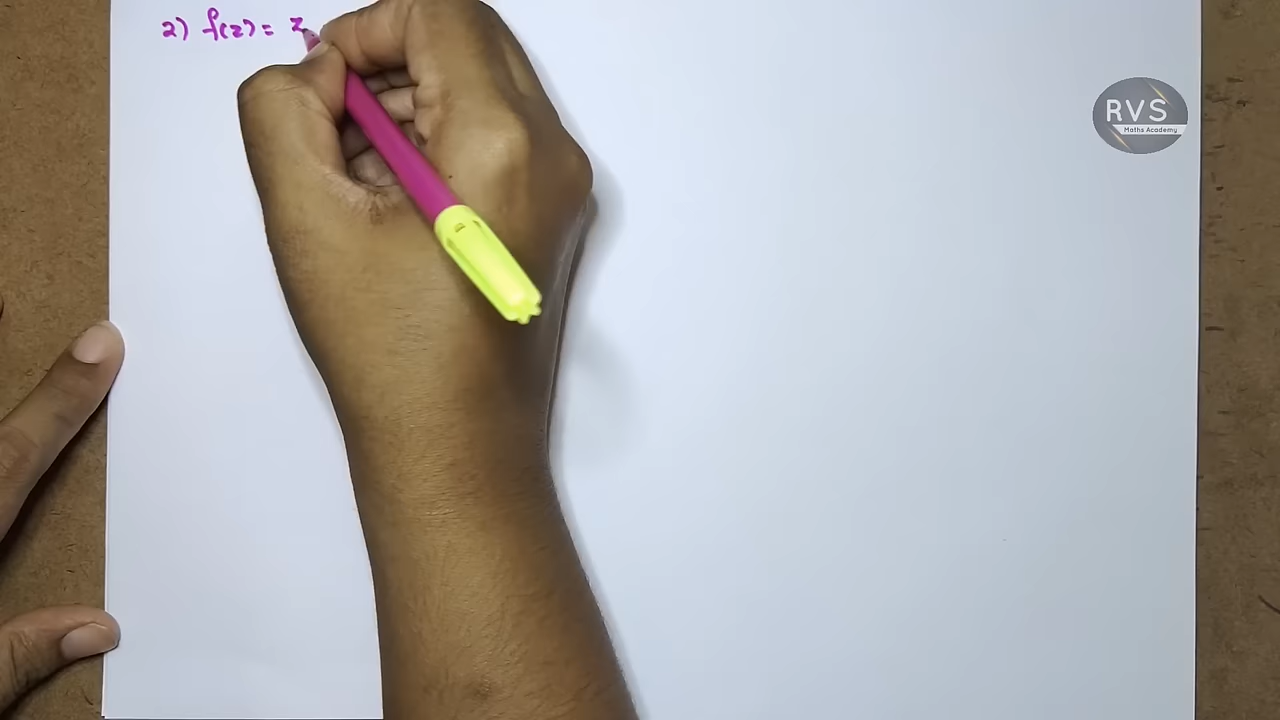 2) f(z) = z
RVS
Maths Academy